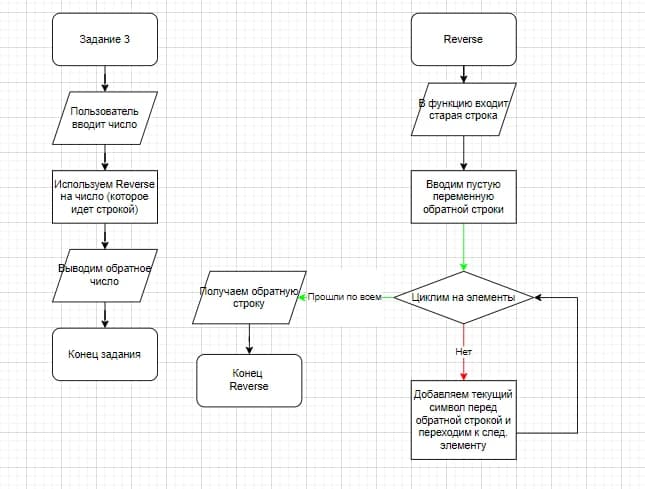 Задание 3
Пользователь
вводит число
Используем Reverse
на число (которое
идет строкой)
Выводим обратное
число
Конец задания
Reverse
В функцию входит
старая строка
Вводим пустую
переменную
обратной строки
Циклим на элементы
Прошли по всем
Получаем обратную
строку
Конец
Reverse
Нет
Добавляем текущий
символ перед
обратной строкой и
переходим к след.
элементу